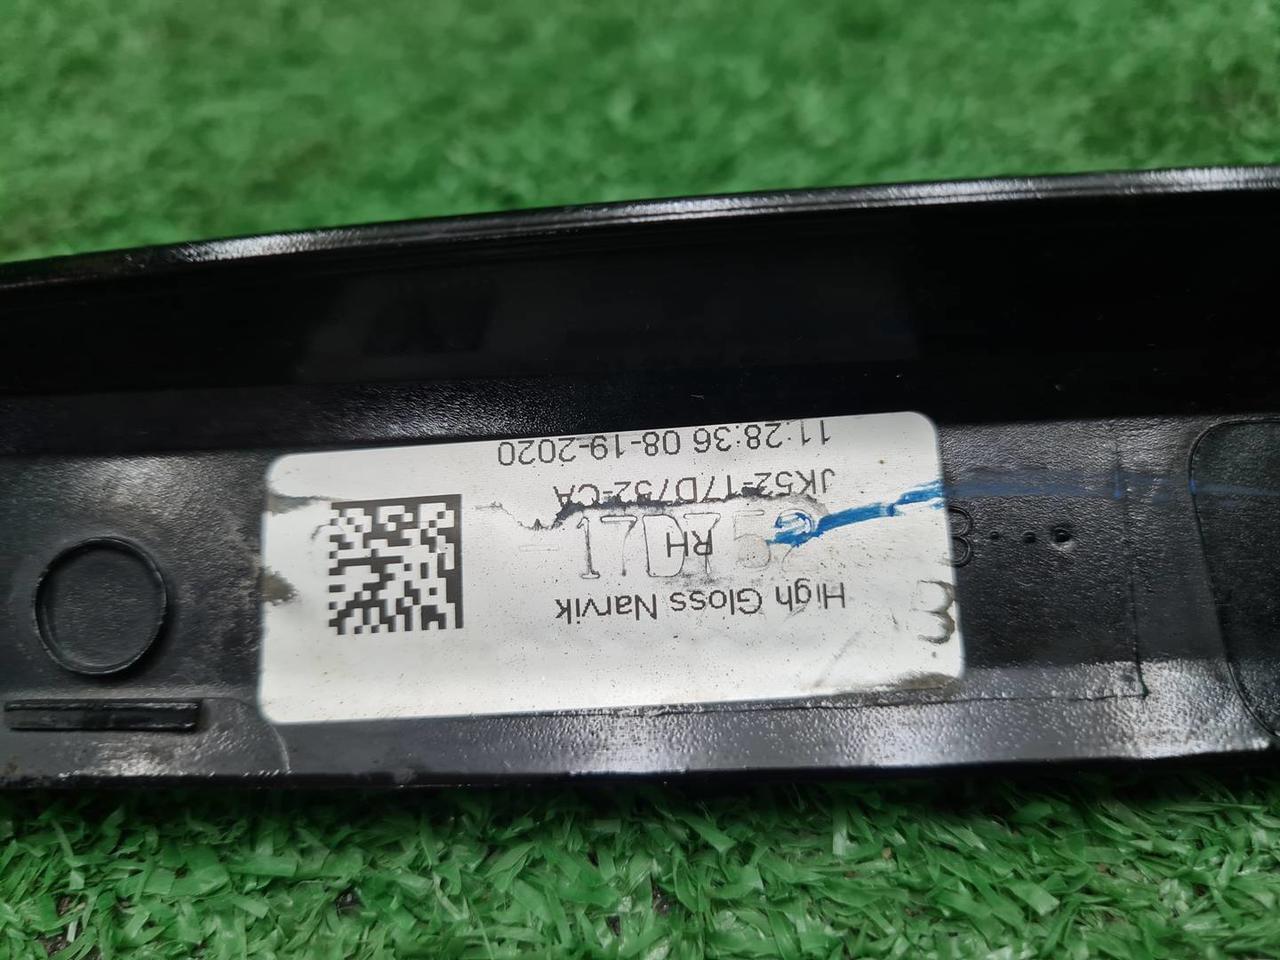 11:28:36 08-19-2020
JK52-17D752-CA
RH
High Gloss Narvik